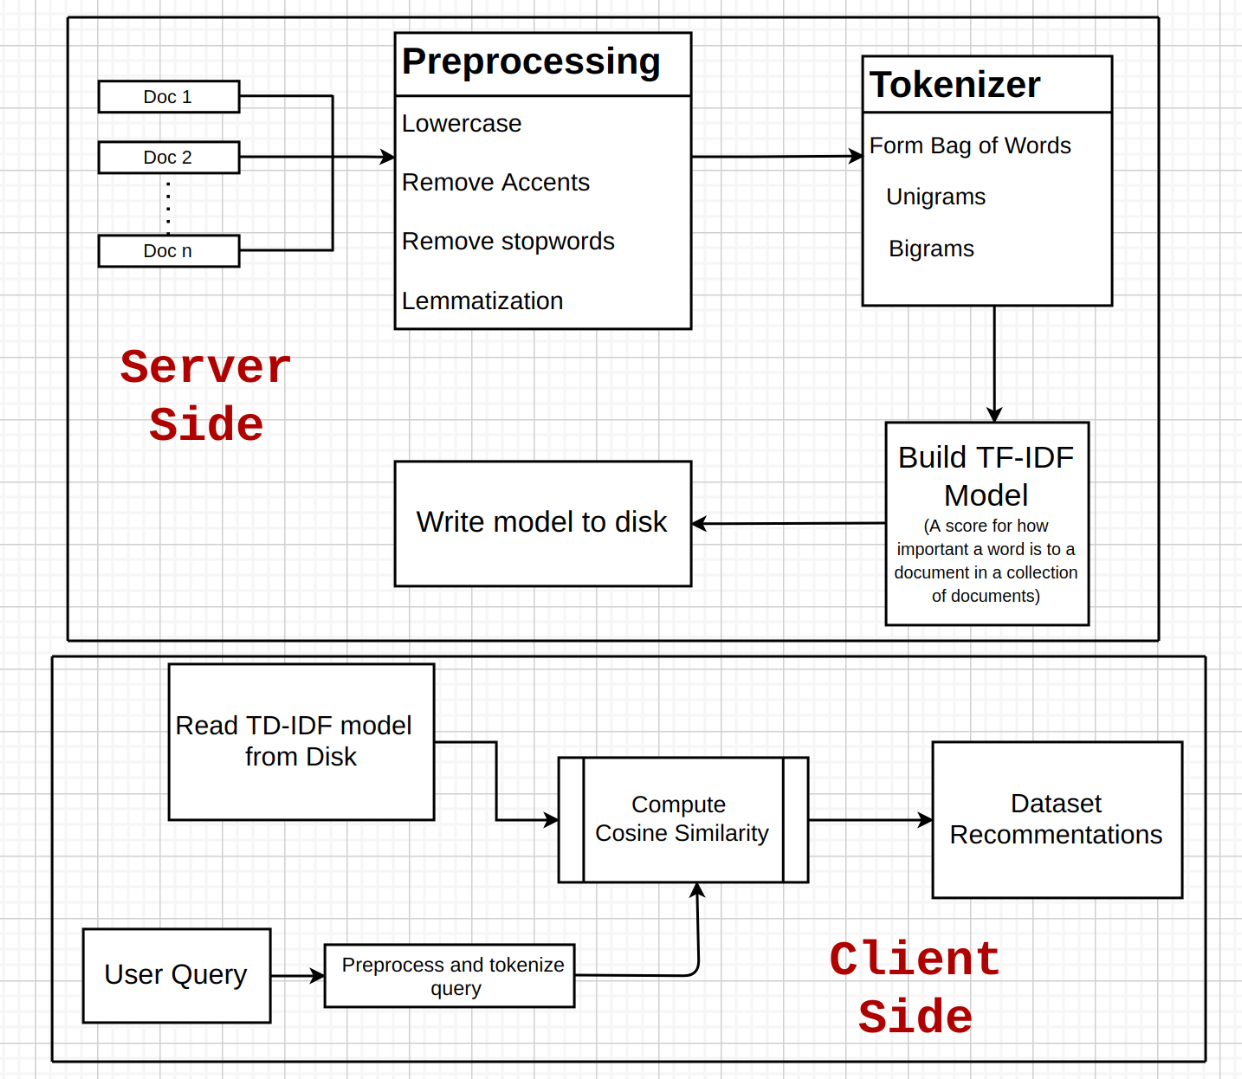 Doc 1
Doc 2
Doc n
Preprocessing
Lowercase
Remove Accents
Remove stopwords
Lemmatization
Tokenizer
Form Bag of Words
Unigrams
Bigrams
Server
Side
Write model to disk
Build TF-IDF
Model
(A score for how
important a word is to a
document in a collection
of documents)
Read TD-IDF model
from Disk
Compute
Cosine Similarity
Dataset
Recommentations
User Query
Preprocess and tokenize
query
Client
Side